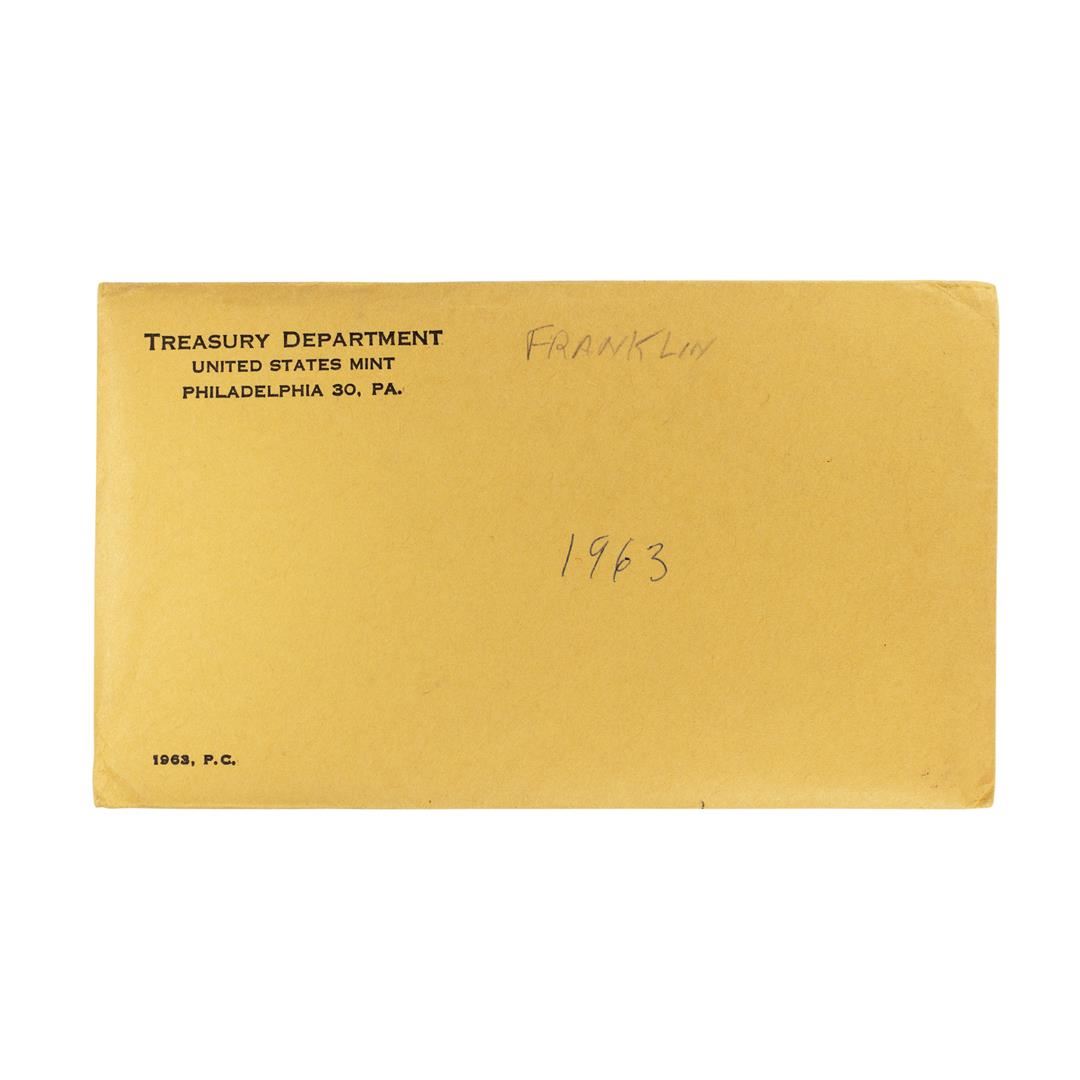 TREASURY DEPARTMENT
UNITED STATES MINT
PHILADELPHIA 30, PA.
FRANKLIN
1963
1963, P.C.